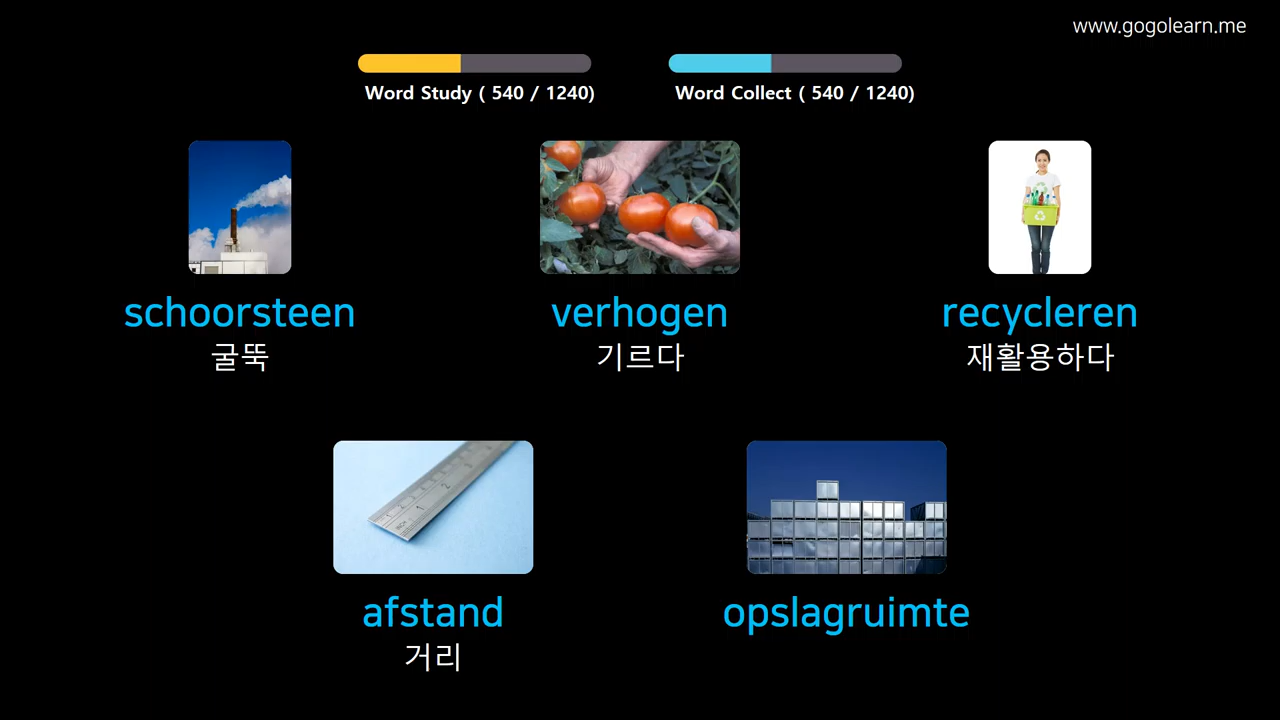 www.gogolearn.me
Word Study ( 540 / 1240)
Word Collect ( 540 / 1240)
schoorsteen
굴뚝
verhogen
기르다
recycleren
재활용하다
afstand
거리
opslagruimte